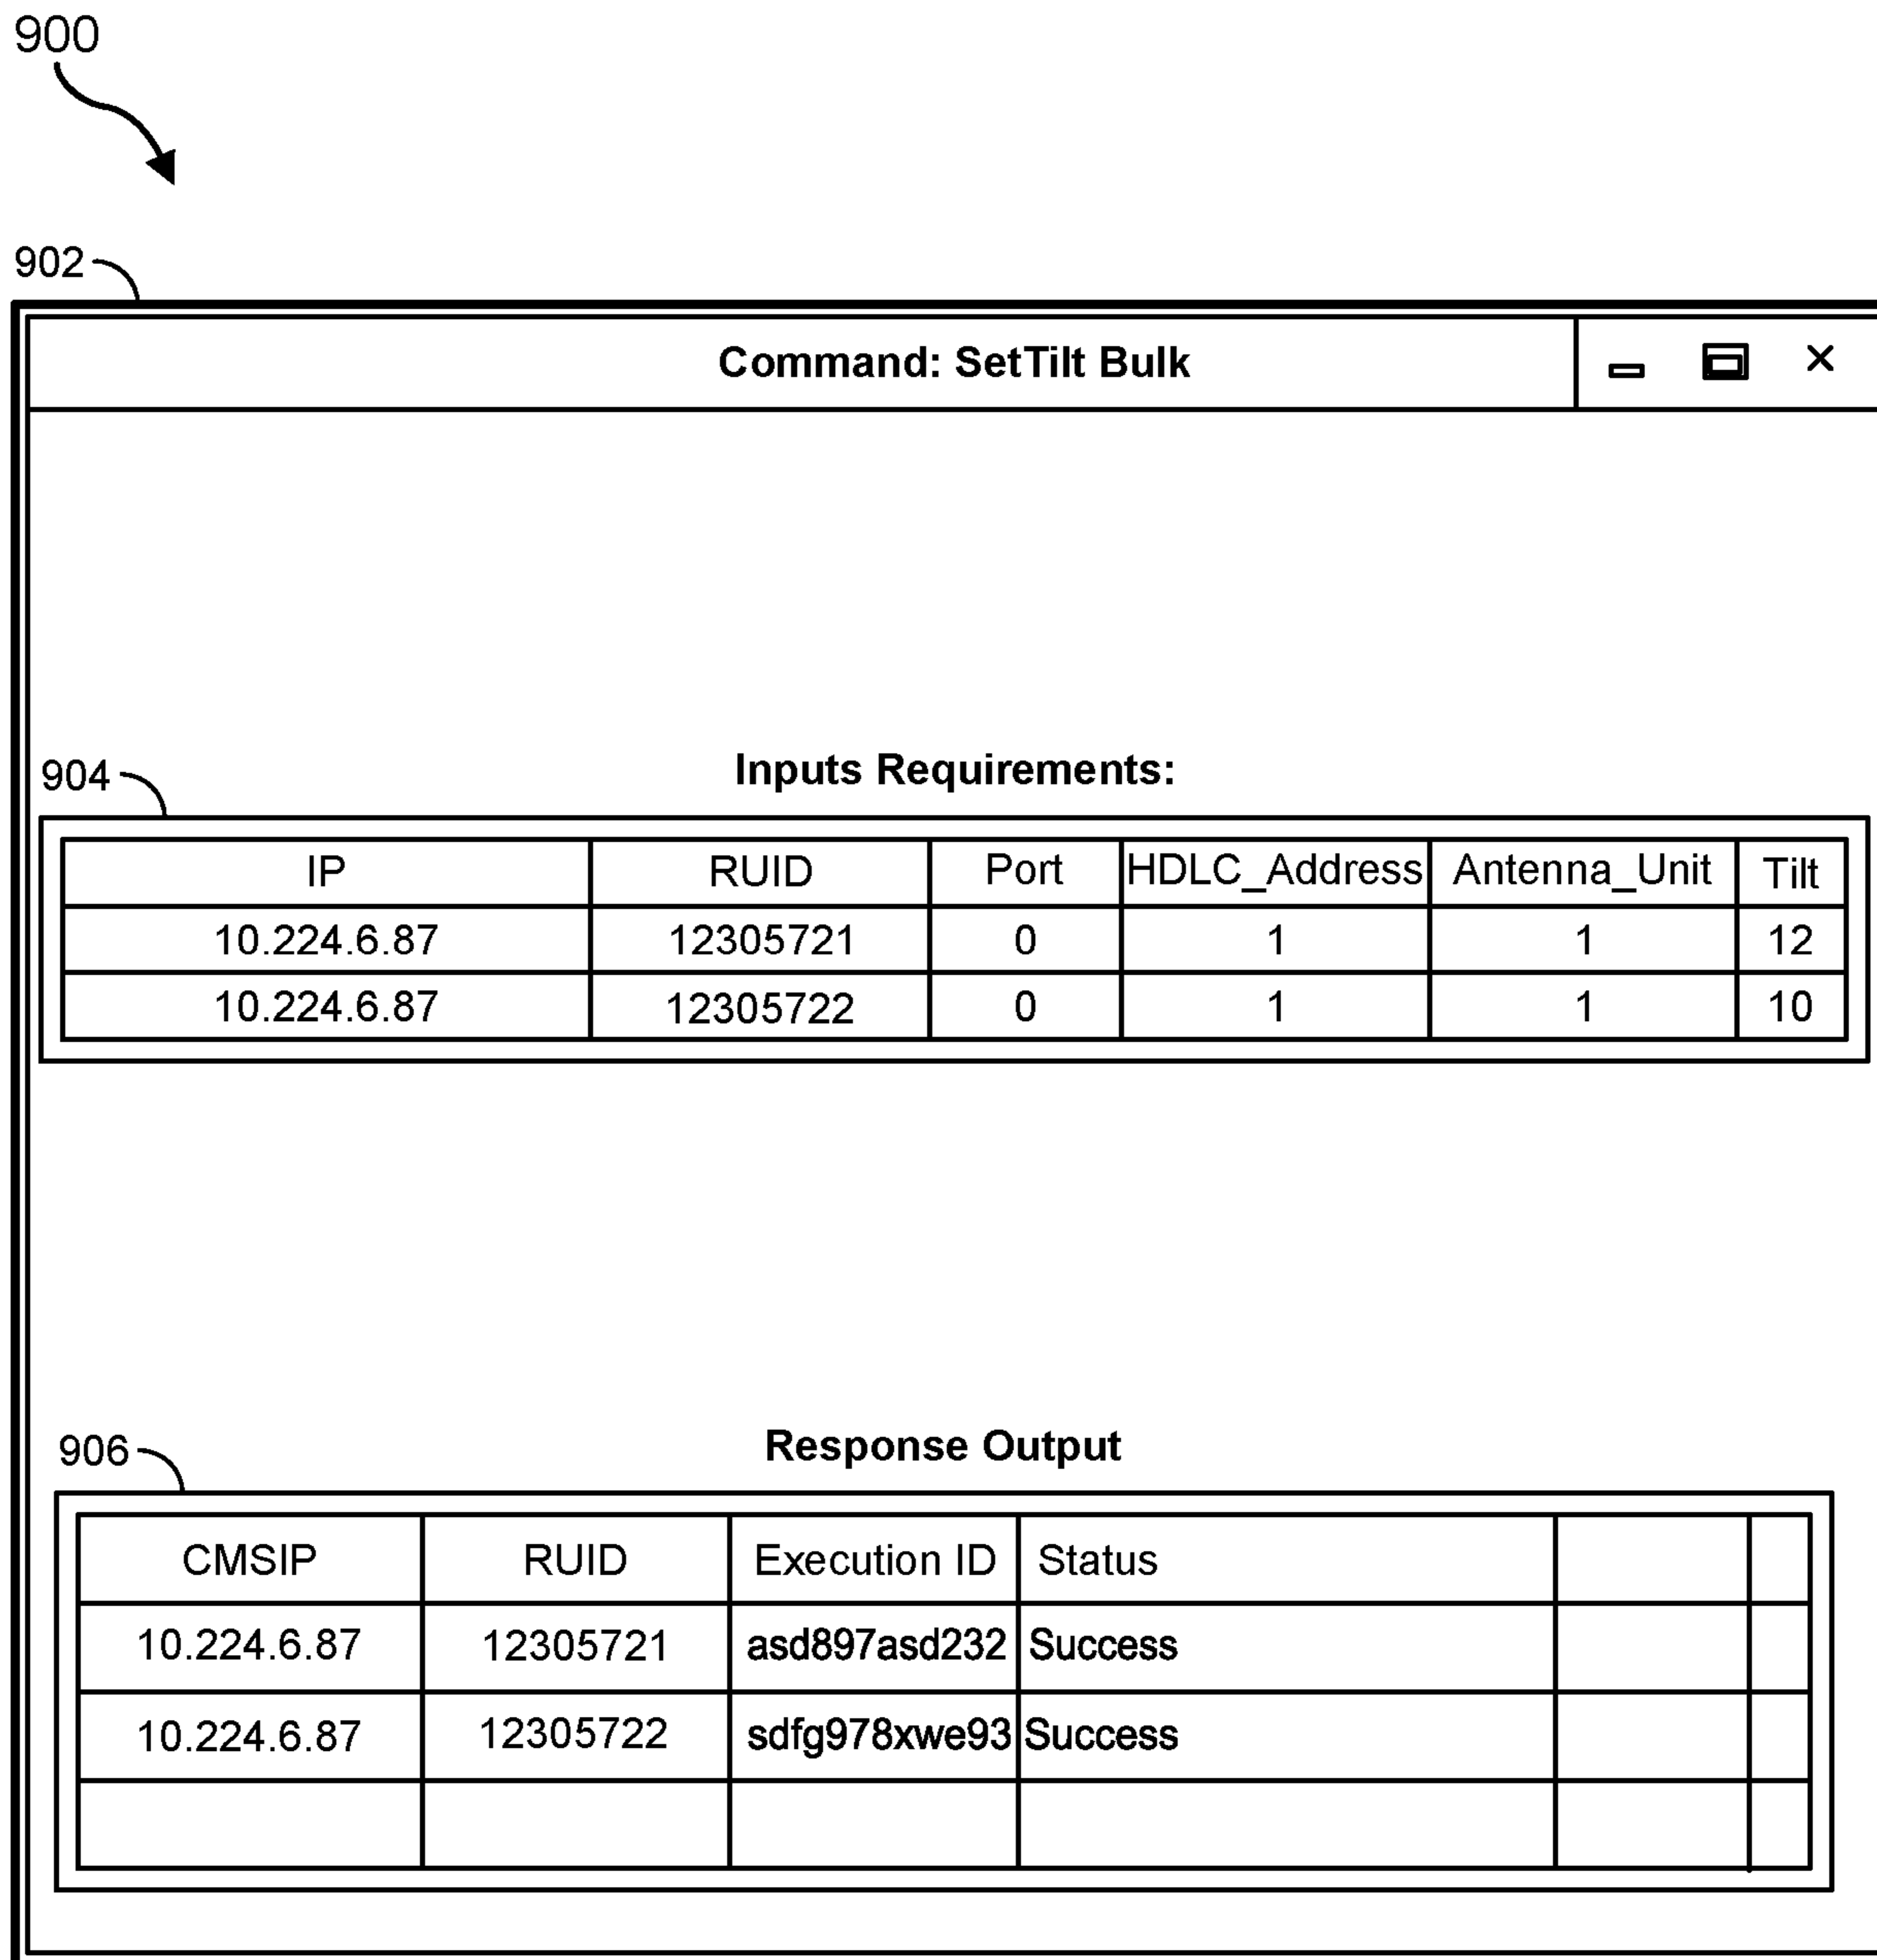 900
902
Command: SetTilt Bulk
904
Inputs Requirements:
IP RUID Port HDLC_Address Antenna_Unit Tilt
10.224.6.87 12305721 0 1 1 12
10.224.6.87 12305722 0 1 1 10
906
Response Output
CMSIP RUID Execution ID Status
10.224.6.87 12305721 asd897asd232 Success
10.224.6.87 12305722 sdfg978xwe93 Success